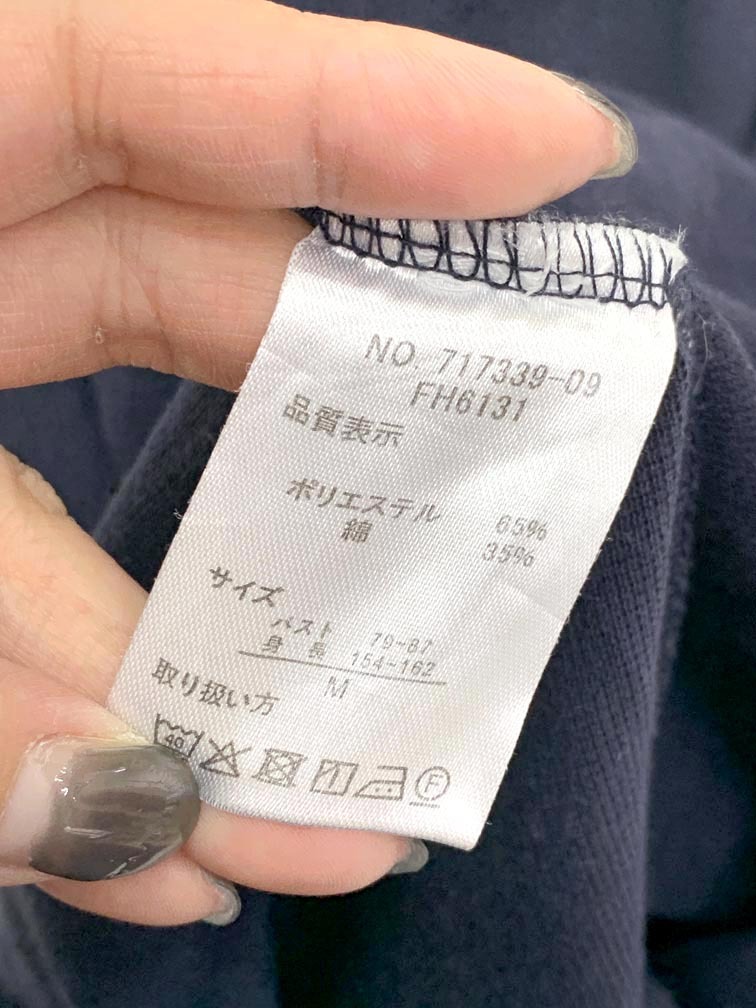 NO. 717339-09
FH6131
品質表示
ポリエステル 65%
綿 35%
サイズ
バスト 79-87
身長 154-162
M
取り扱い方
40
F